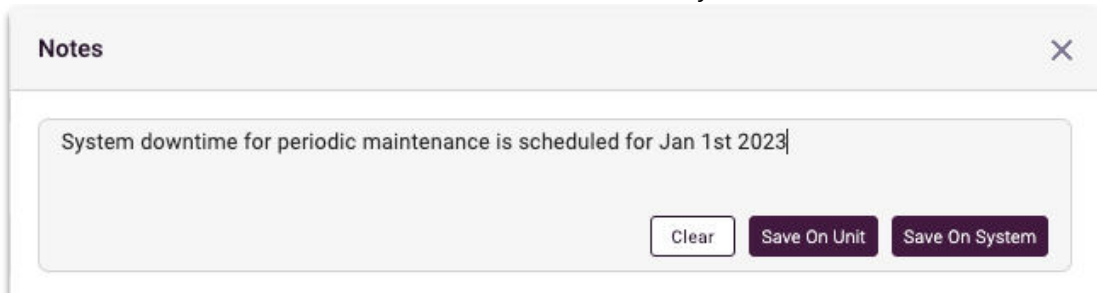 Notes
System downtime for periodic maintenance is scheduled for Jan 1st 2023
Clear Save On Unit Save On System